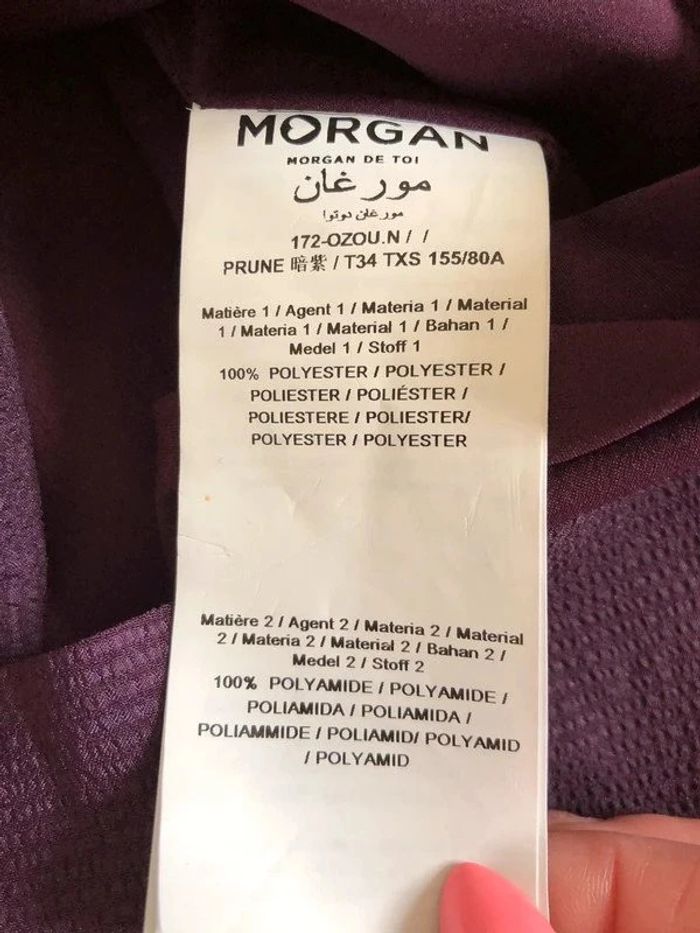 MORGAN
MORGAN DE TOI
مورغان
مورغان دوتوا
172-OZOU.N / /
PRUNE 暗紫 / T34 TXS 155/80A
Matière 1 / Agent 1 / Materia 1 / Material
1 / Materia 1 / Material 1 / Bahan 1 /
Medel 1 / Stoff 1
100% POLYESTER / POLYESTER /
POLIESTER / POLIÉSTER /
POLIESTERE / POLIESTER/
POLYESTER / POLYESTER
Matière 2 / Agent 2 / Materia 2 / Material
2 / Materia 2 / Material 2 / Bahan 2 /
Medel 2 / Stoff 2
100% POLYAMIDE / POLYAMIDE /
POLIAMIDA / POLIAMIDA /
POLIAMMIDE / POLIAMID/ POLYAMID
/ POLYAMID